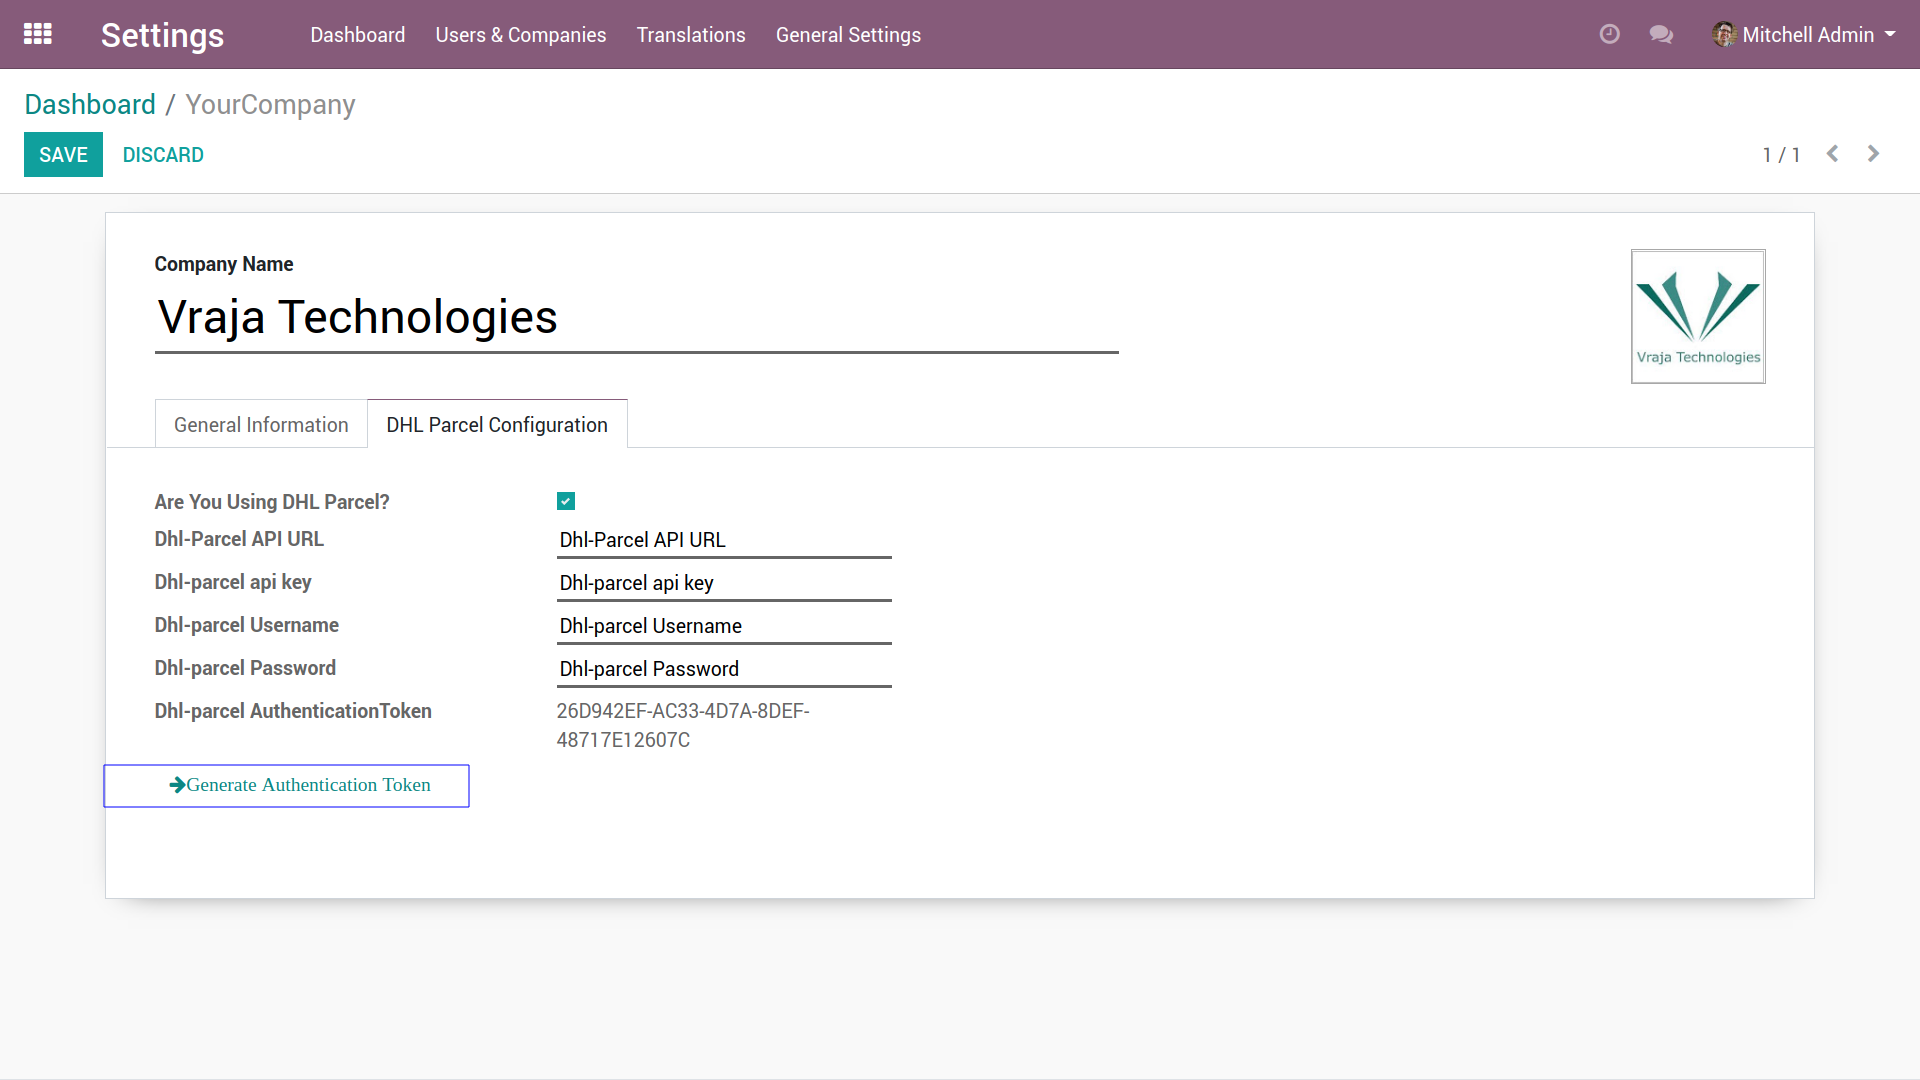 Settings Dashboard Users & Companies Translations General Settings Mitchell Admin
Dashboard / YourCompany
SAVE DISCARD 1 / 1
Company Name
Vraja Technologies
Vraja Technologies
General Information DHL Parcel Configuration
Are You Using DHL Parcel?
Dhl-Parcel API URL Dhl-Parcel API URL
Dhl-parcel api key Dhl-parcel api key
Dhl-parcel Username Dhl-parcel Username
Dhl-parcel Password Dhl-parcel Password
Dhl-parcel AuthenticationToken 26D942EF-AC33-4D7A-8DEF-
48717E12607C
Generate Authentication Token